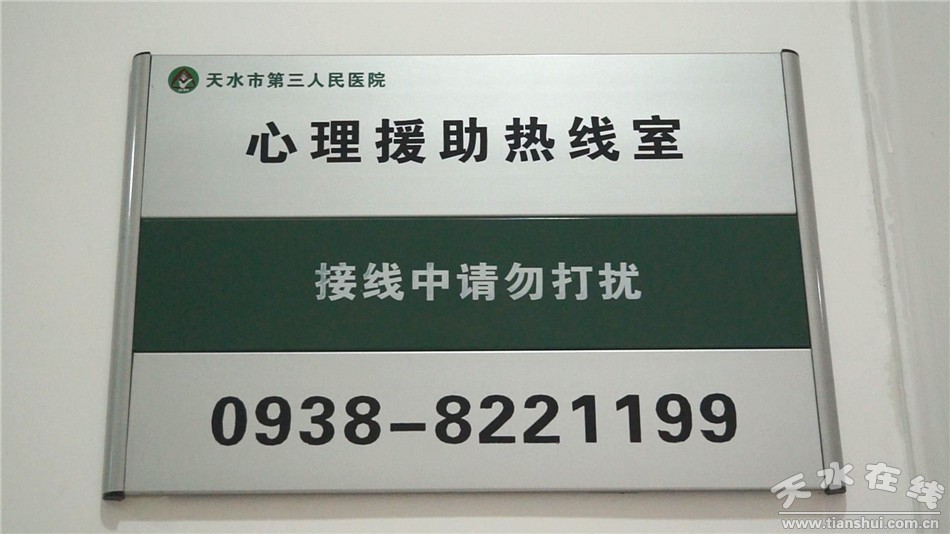 天水市第三人民医院
心理援助热线室
接线中请勿打扰
0938-8221199
天水在线
www.tianshui.com.cn